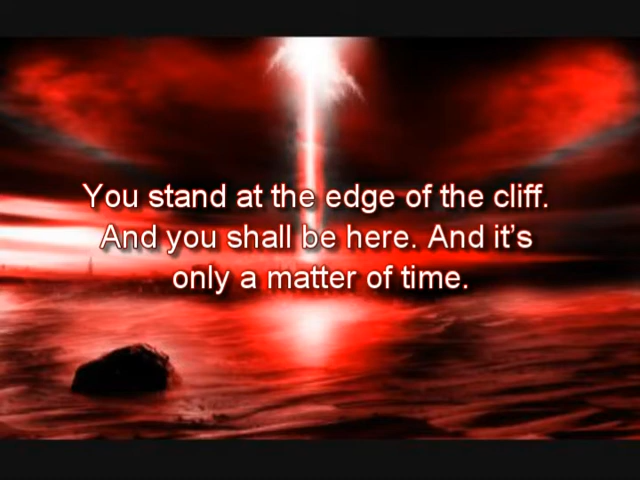 You stand at the edge of the cliff.
And you shall be here. And it's
only a matter of time.